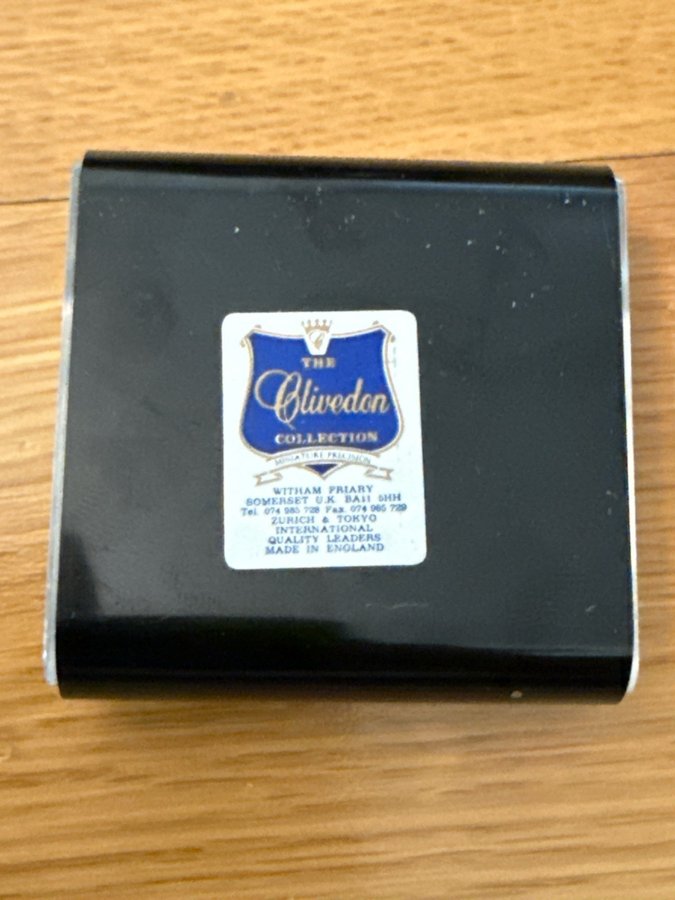 THE
Clivedon
COLLECTION
MINIATURE PRECISION
WITHAM FRIARY
SOMERSET U.K. BA11 5HH
Tel. 074 985 728 Fax. 074 985 729
ZURICH & TOKYO
INTERNATIONAL
QUALITY LEADERS
MADE IN ENGLAND